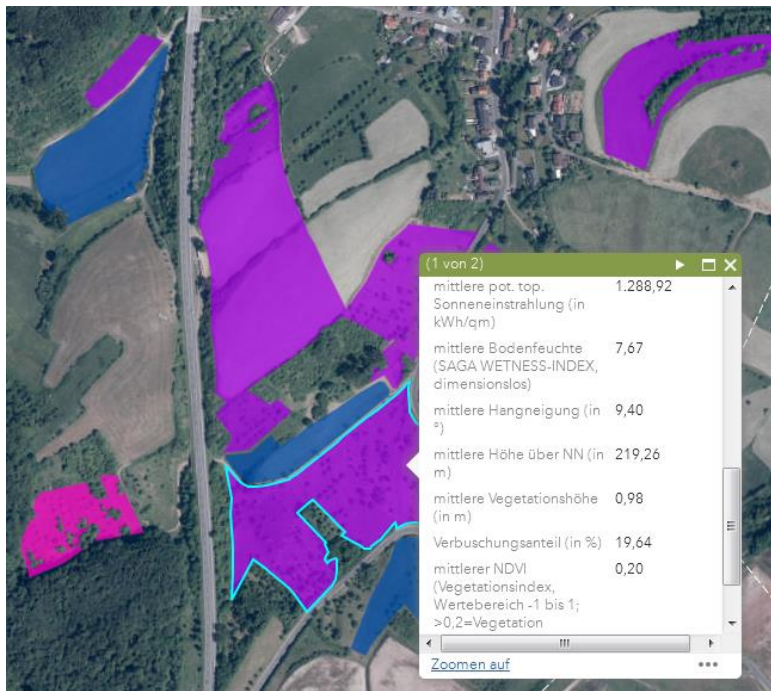 (1 von 2)
mittlere pot. top. 1.288,92
Sonneneinstrahlung (in
kWh/qm)
mittlere Bodenfeuchte 7,67
(SAGA WETNESS-INDEX,
dimensionslos)
mittlere Hangneigung (in 9,40
°)
mittlere Höhe über NN (in 219,26
m)
mittlere Vegetationshöhe 0,98
(in m)
Verbuschungsanteil (in %) 19,64
mittlerer NDVI 0,20
(Vegetationsindex,
Wertebereich -1 bis 1;
>0,2=Vegetation
Zoomen auf